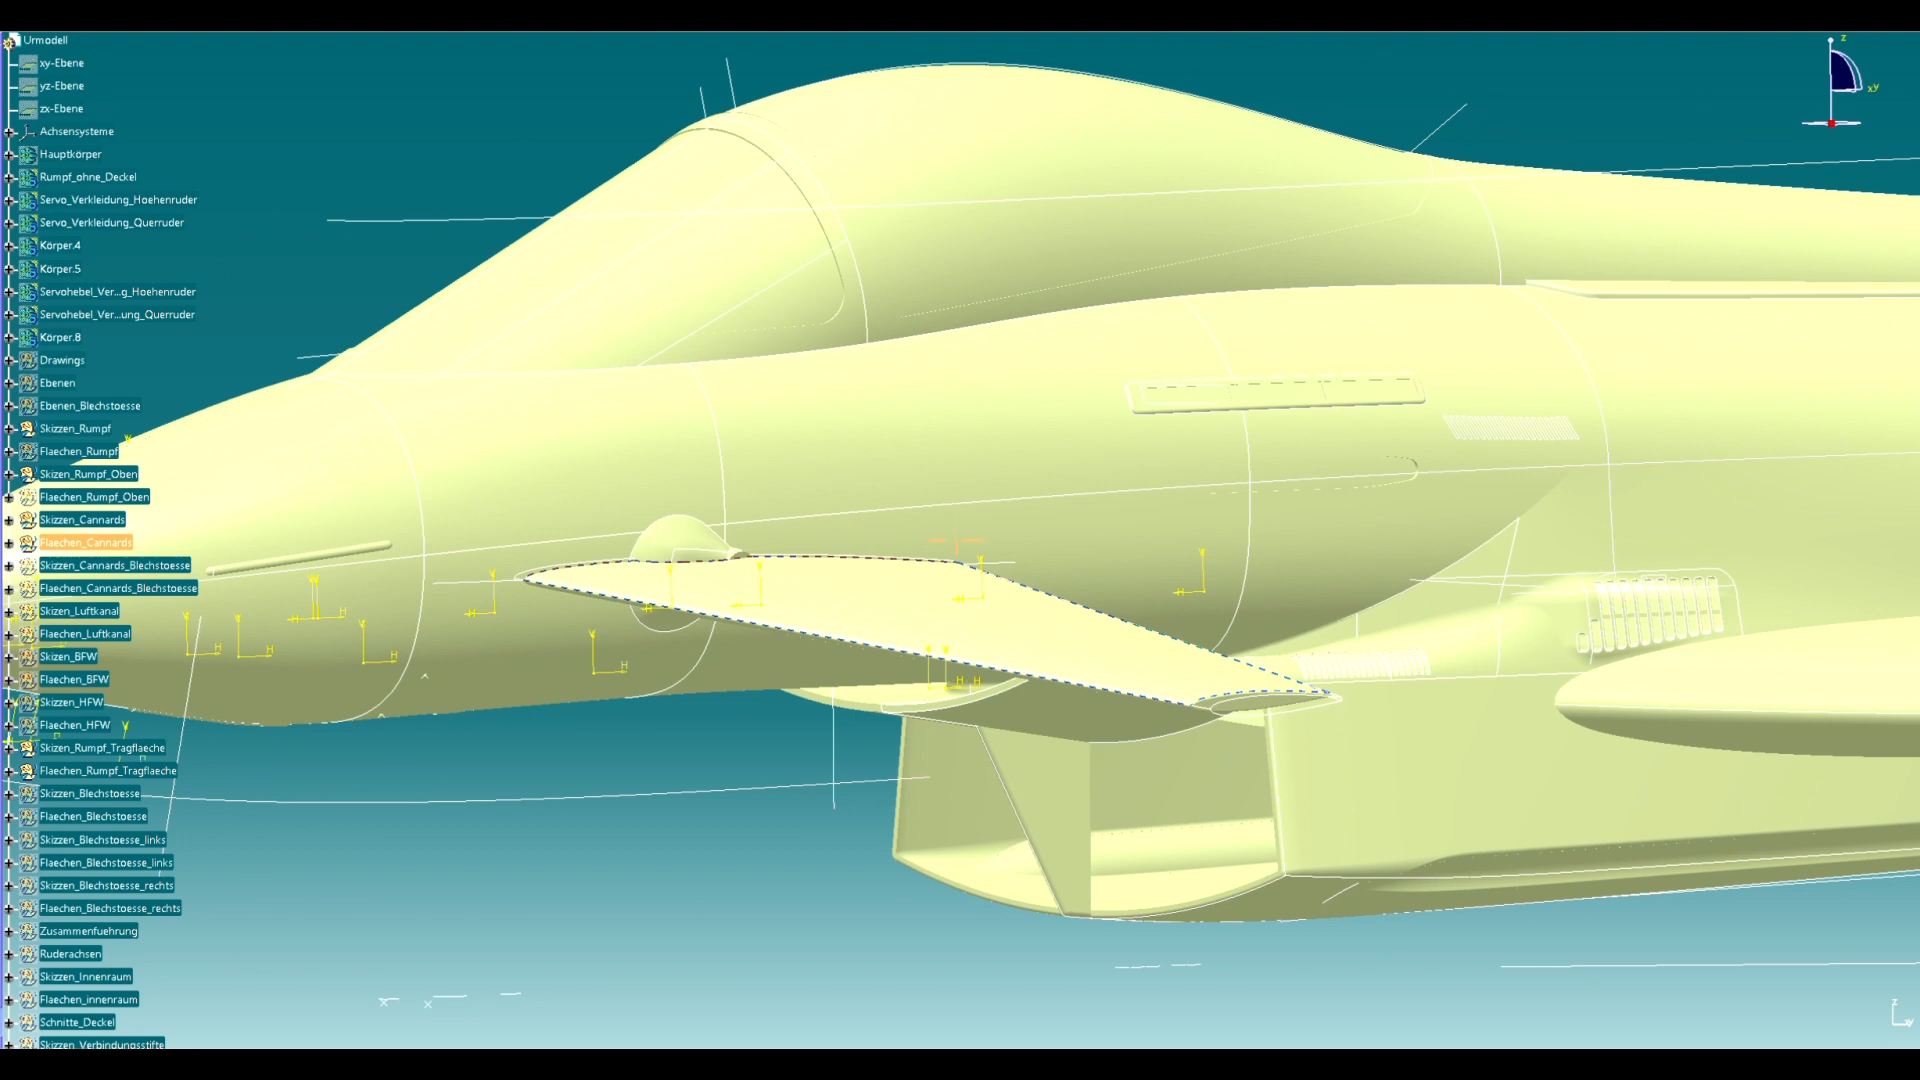 Urmodell
xy-Ebene
yz-Ebene
zx-Ebene
Achsensysteme
Hauptkörper
Rumpf_ohne_Deckel
Servo_Verkleidung_Hoehenruder
Servo_Verkleidung_Querruder
Körper.4
Körper.5
Servohebel_Ver...g_Hoehenruder
Servohebel_Ver...ung_Querruder
Körper.8
Drawings
Ebenen
Ebenen_Blechstoesse
Skizzen_Rumpf
Flaechen_Rumpf
Skizen_Rumpf_Oben
Flaechen_Rumpf_Oben
Skizzen_Cannards
Flaechen_Cannards
Skizzen_Cannards_Blechstoesse
Flaechen_Cannards_Blechstoesse
Skizen_Luftkanal
Flaechen_Luftkanal
Skizen_BFW
Flaechen_BFW
Skizzen_HFW
Flaechen_HFW
Skizen_Rumpf_Tragflaeche
Flaechen_Rumpf_Tragflaeche
Skizzen_Blechstoesse
Flaechen_Blechstoesse
Skizzen_Blechstoesse_links
Flaechen_Blechstoesse_links
Skizzen_Blechstoesse_rechts
Flaechen_Blechstoesse_rechts
Zusammenfuehrung
Ruderachsen
Skizzen_Innenraum
Flaechen_innenraum
Schnitte_Deckel
Skizzen_Verbindungsstifte
z
xy
V
V
V
V
V
V
V
V
V
V
H
H
H
H
H
H
H
H
H
z